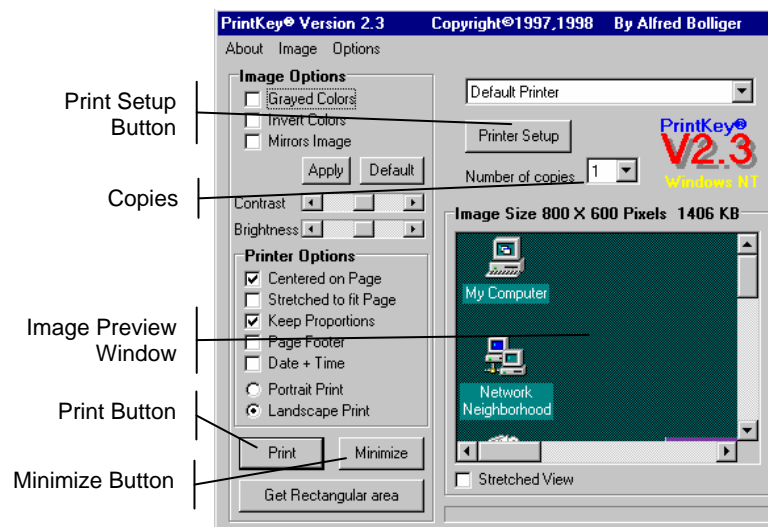 PrintKey® Version 2.3 Copyright©1997,1998 By Alfred Bolliger
About Image Options
Image Options
Grayed Colors
Invert Colors
Mirrors Image
Apply Default
Contrast
Brightness
Printer Options
Centered on Page
Stretched to fit Page
Keep Proportions
Page Footer
Date + Time
Portrait Print
Landscape Print
Print Minimize
Get Rectangular area
Default Printer
Printer Setup
PrintKey®
V2.3
Windows NT
Number of copies 1
Image Size 800 X 600 Pixels 1406 KB
My Computer
Network
Neighborhood
Stretched View
Print Setup
Button
Copies
Image Preview
Window
Print Button
Minimize Button